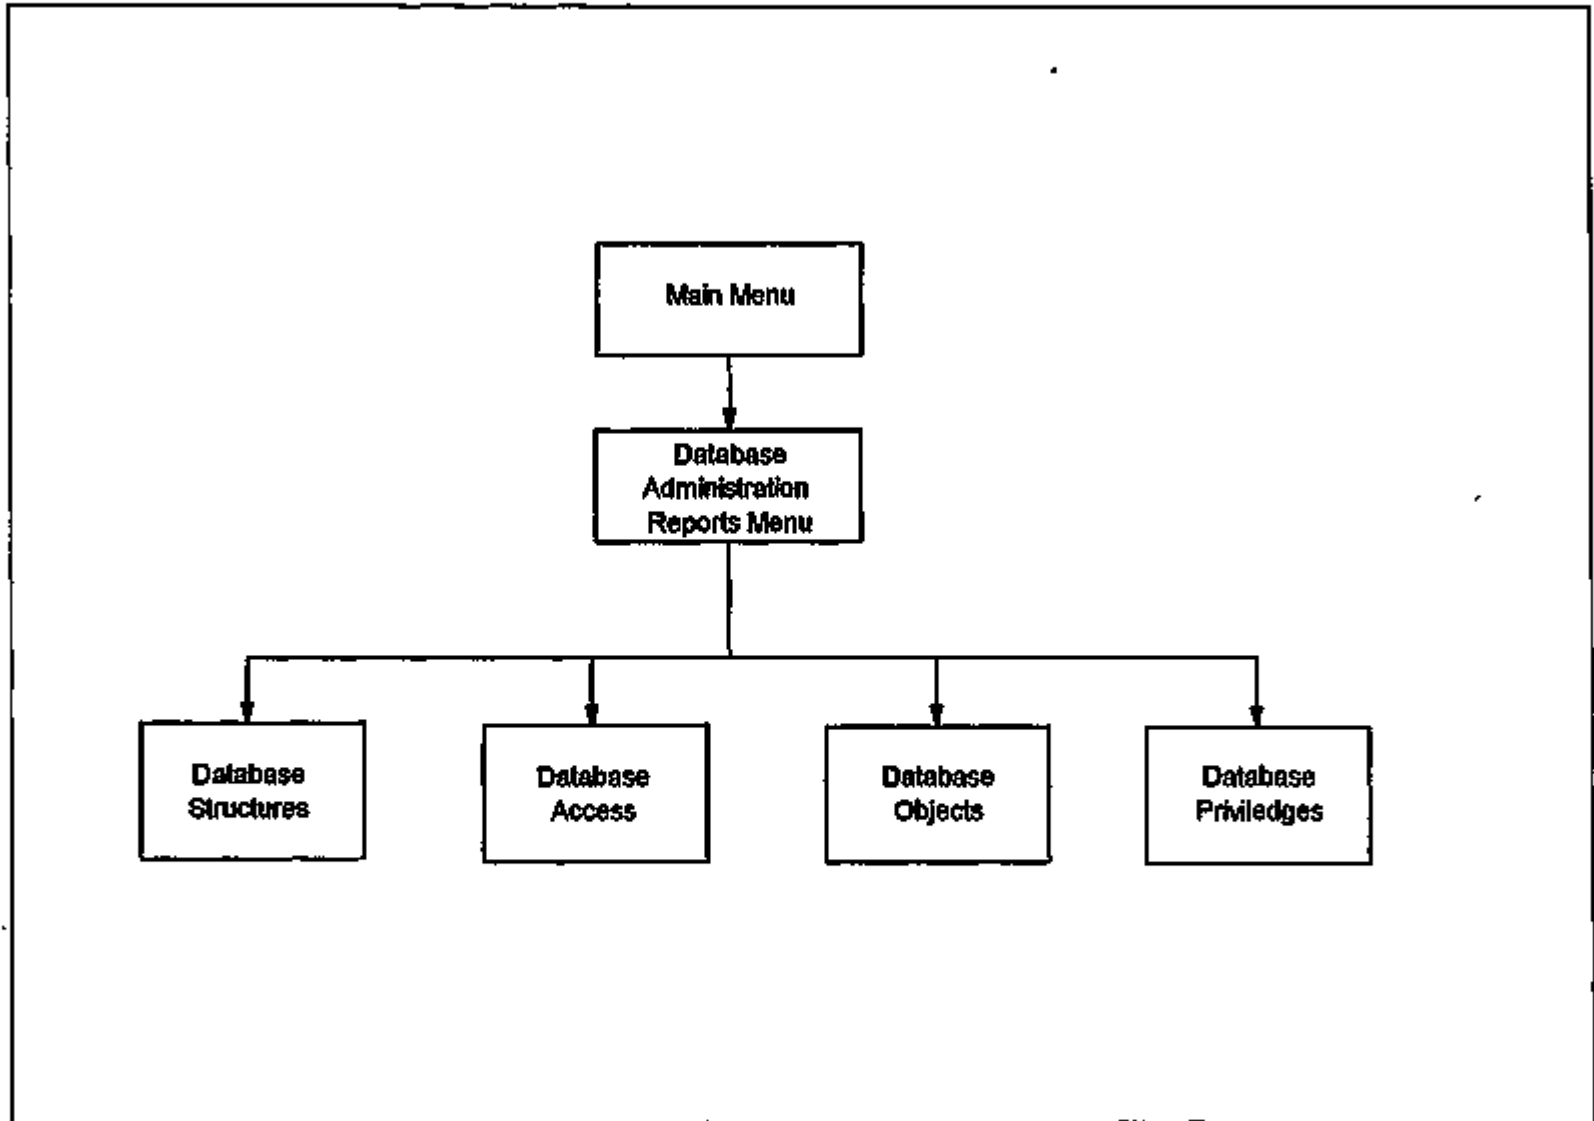 Main Menu
Database
Administration
Reports Menu
Database
Structures
Database
Access
Database
Objects
Database
Priviledges